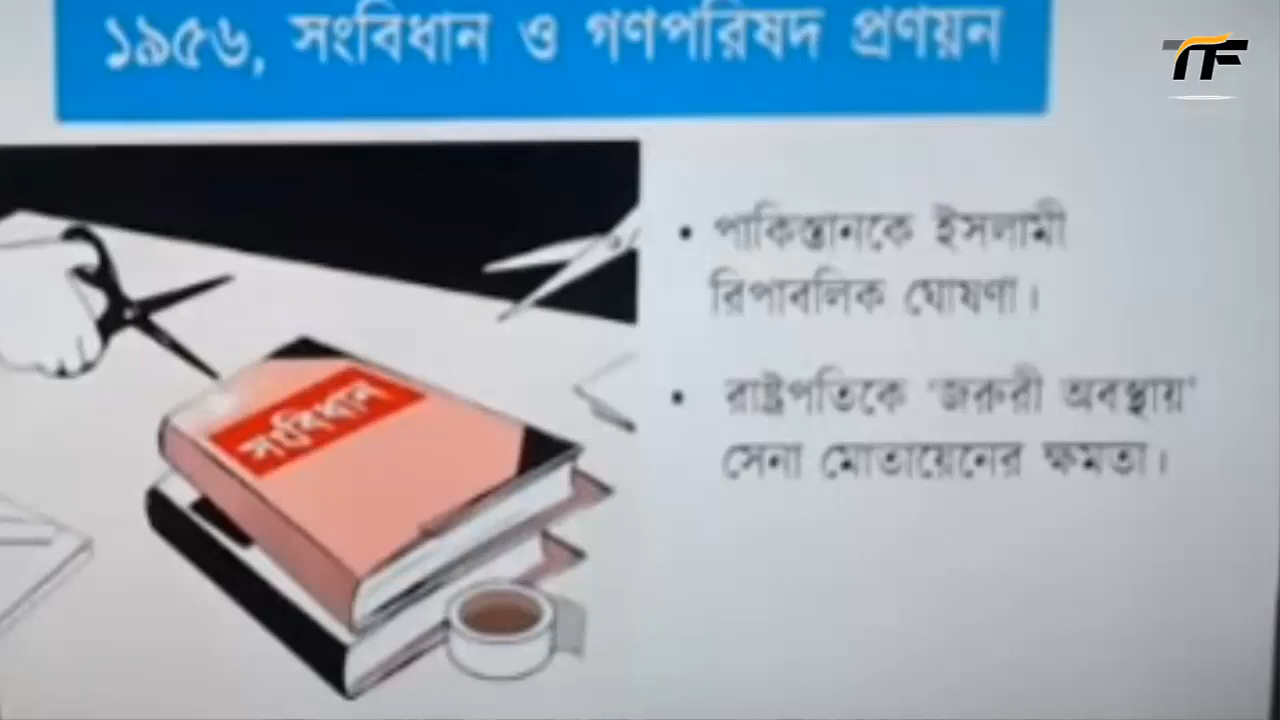 ১৯৫৬, সংবিধান ও গণপরিষদ প্রণয়ন
TF
• পাকিস্তানকে ইসলামী
রিপাবলিক ঘোষণা।
• রাষ্ট্রপতিকে ‘জরুরী অবস্থায়’
সেনা মোতায়েনের ক্ষমতা।
সংবিধান